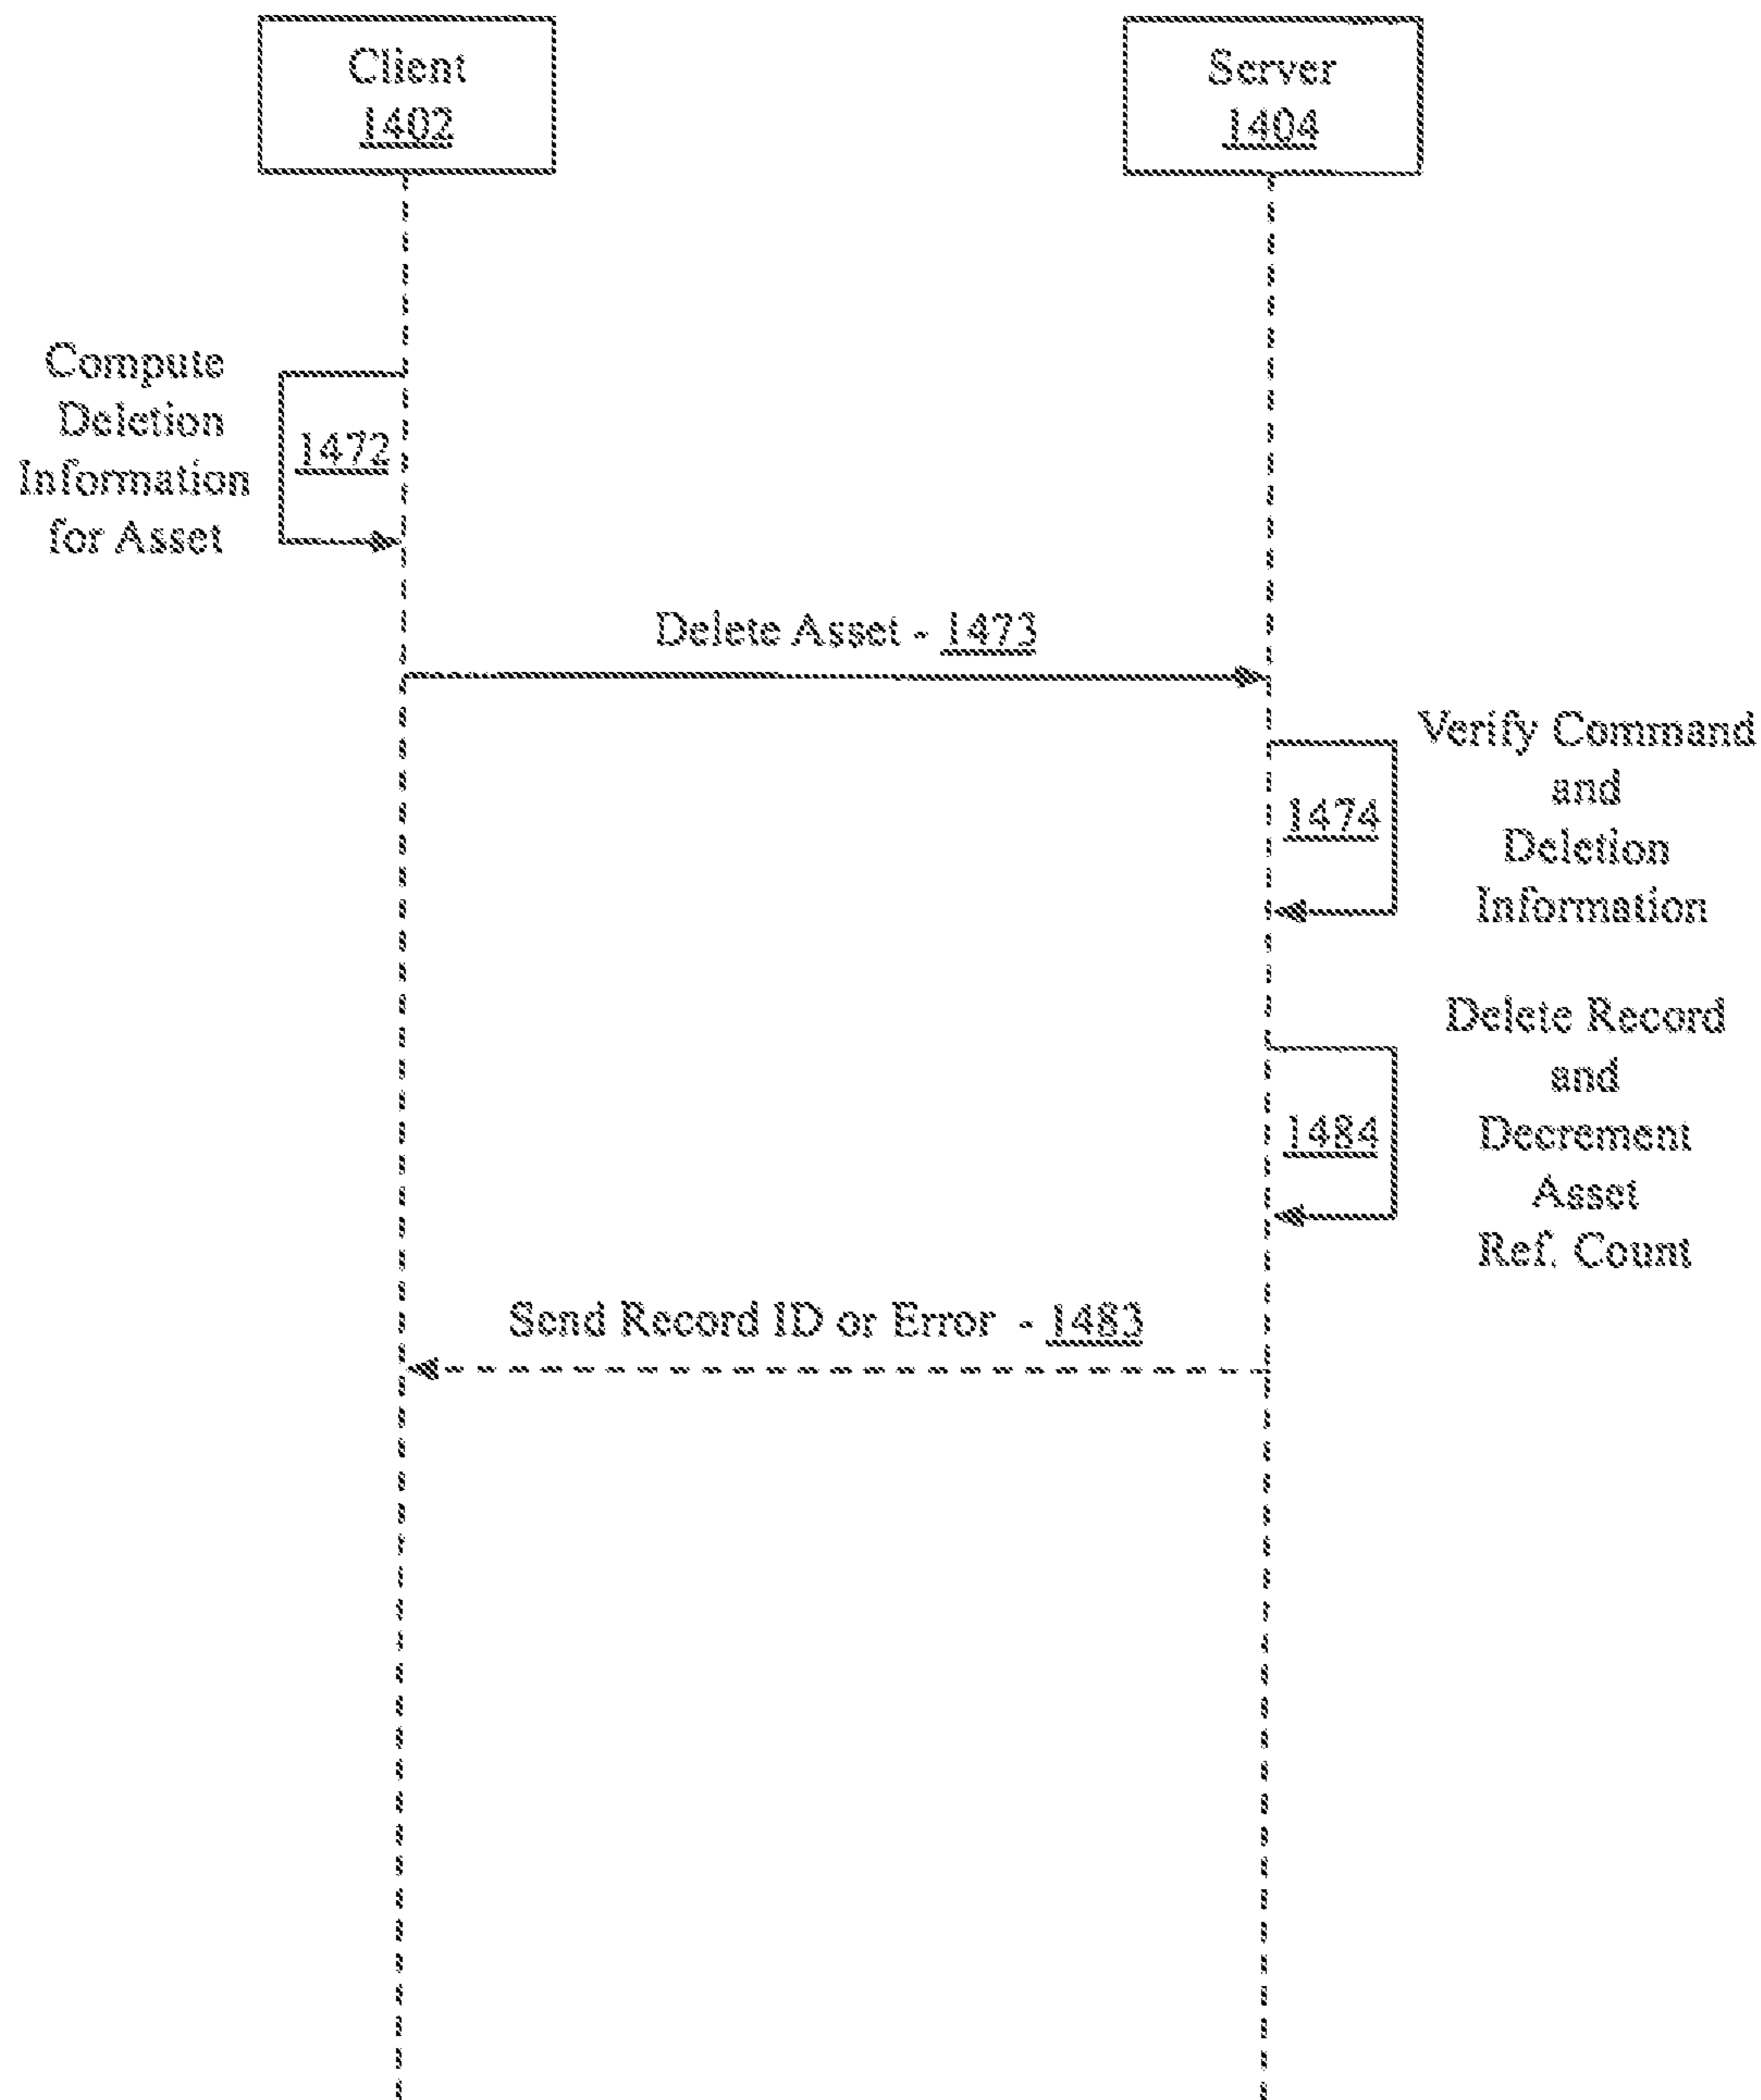 Client
1402
Server
1404
Compute
Deletion
Information
for Asset
1472
Delete Asset - 1473
Verify Command
and
Deletion
Information
1474
Delete Record
and
Decrement
Asset
Ref. Count
1484
Send Record ID or Error - 1483